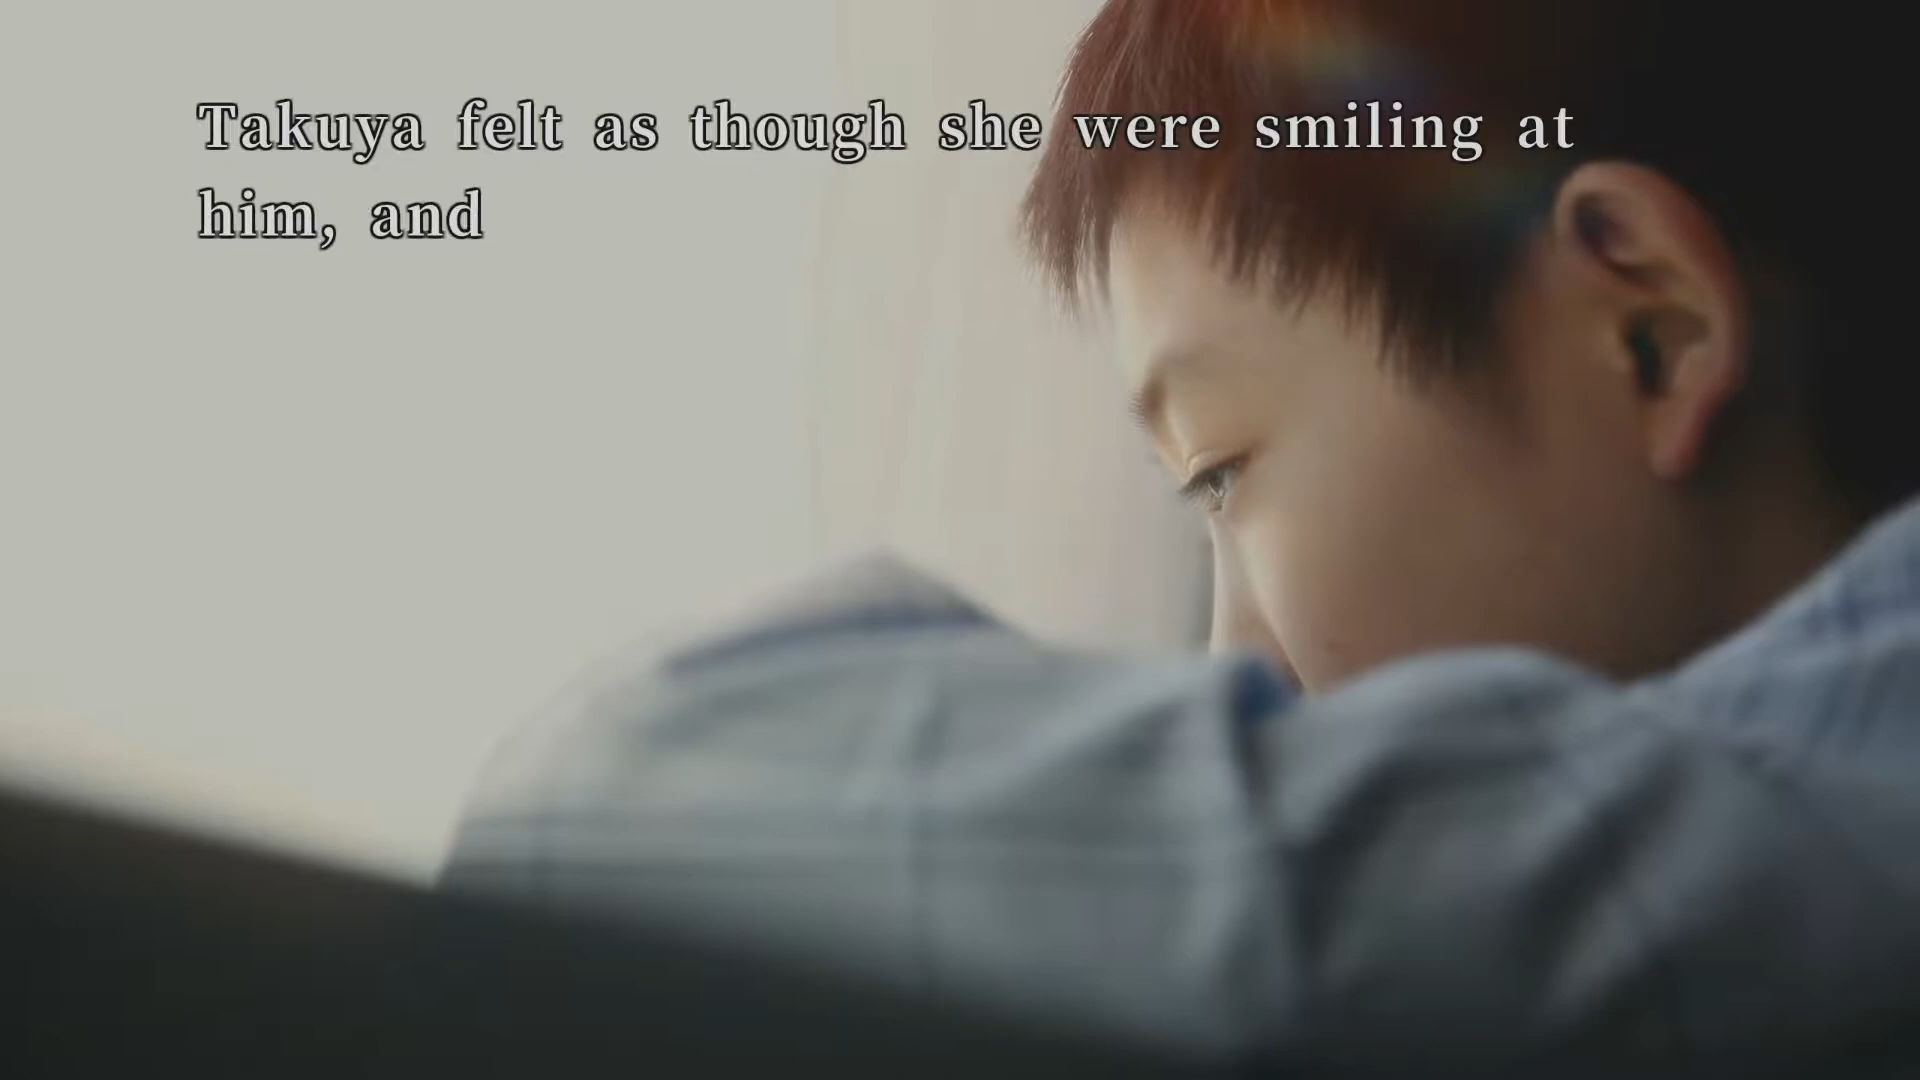 Takuya felt as though she were smiling at
him, and